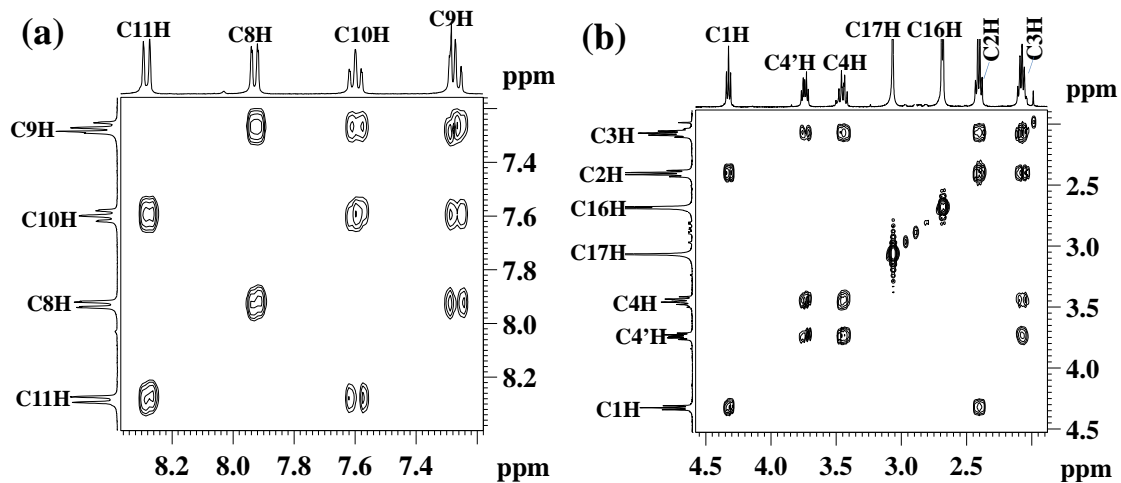 (a)
C11H
C8H
C10H
C9H
ppm
C9H
C10H
C8H
C11H
7.4
7.6
7.8
8.0
8.2
8.2
8.0
7.8
7.6
7.4
ppm
(b)
C1H
C4'H
C4H
C17H
C16H
C2H
C3H
ppm
C3H
C2H
C16H
C17H
C4H
C4'H
C1H
2.5
3.0
3.5
4.0
4.5
4.5
4.0
3.5
3.0
2.5
ppm